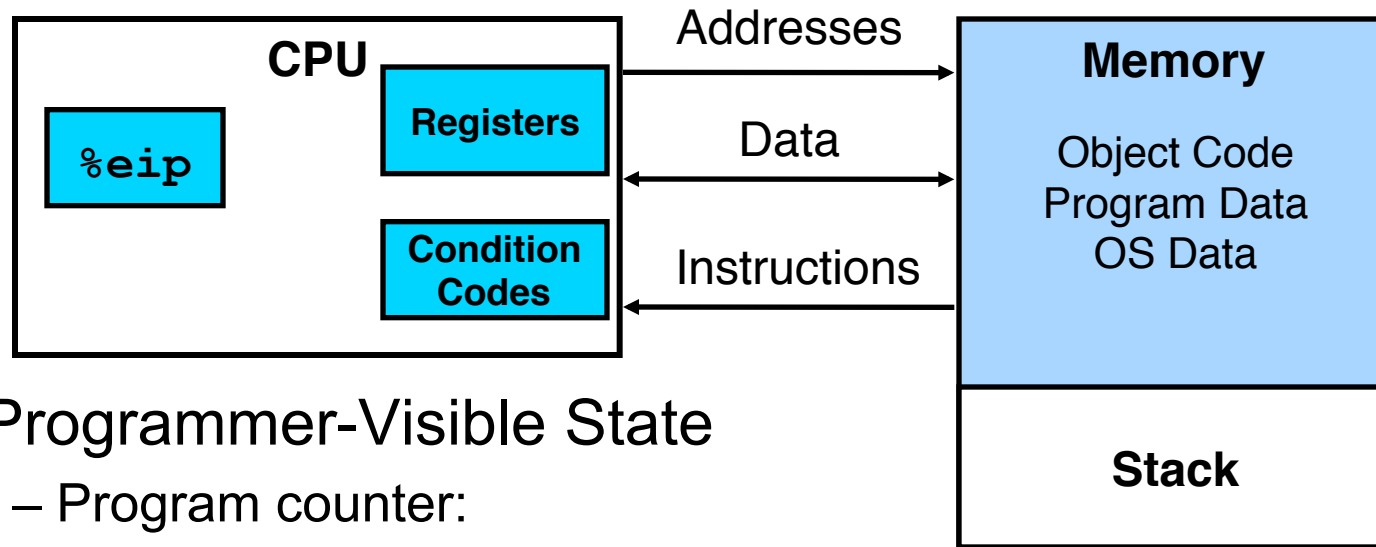 CPU
%eip
Registers
Condition
Codes
Addresses
Data
Instructions
Memory
Object Code
Program Data
OS Data
Stack
Programmer-Visible State
– Program counter: